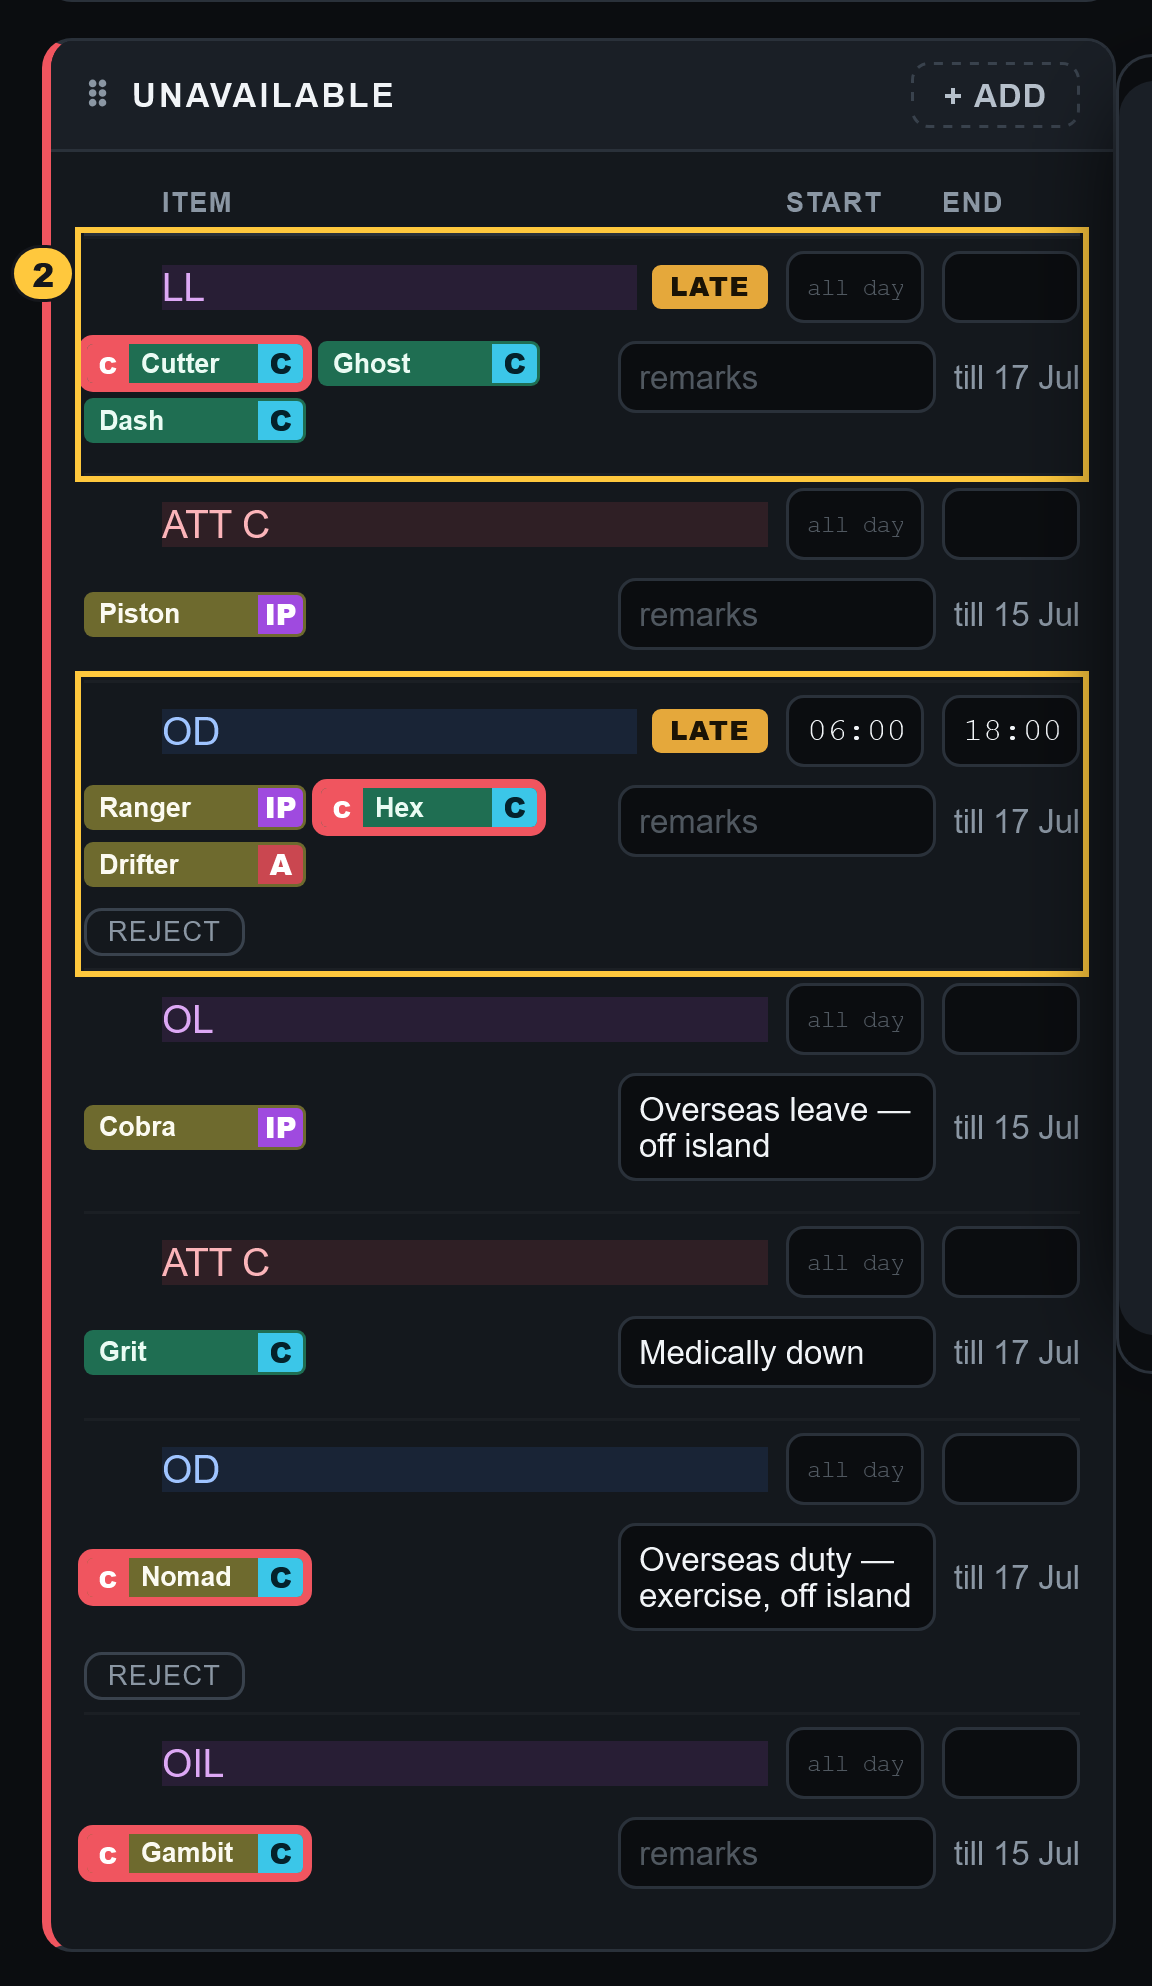 UNAVAILABLE + ADD
ITEM START END
2
LL LATE all day
c Cutter C Ghost C remarks till 17 Jul
Dash C
ATT C all day
Piston IP remarks till 15 Jul
OD LATE 06:00 18:00
Ranger IP c Hex C remarks till 17 Jul
Drifter A
REJECT
OL all day
Cobra IP Overseas leave — till 15 Jul
off island
ATT C all day
Grit C Medically down till 17 Jul
OD all day
c Nomad C Overseas duty — till 17 Jul
exercise, off island
REJECT
OIL all day
c Gambit C remarks till 15 Jul